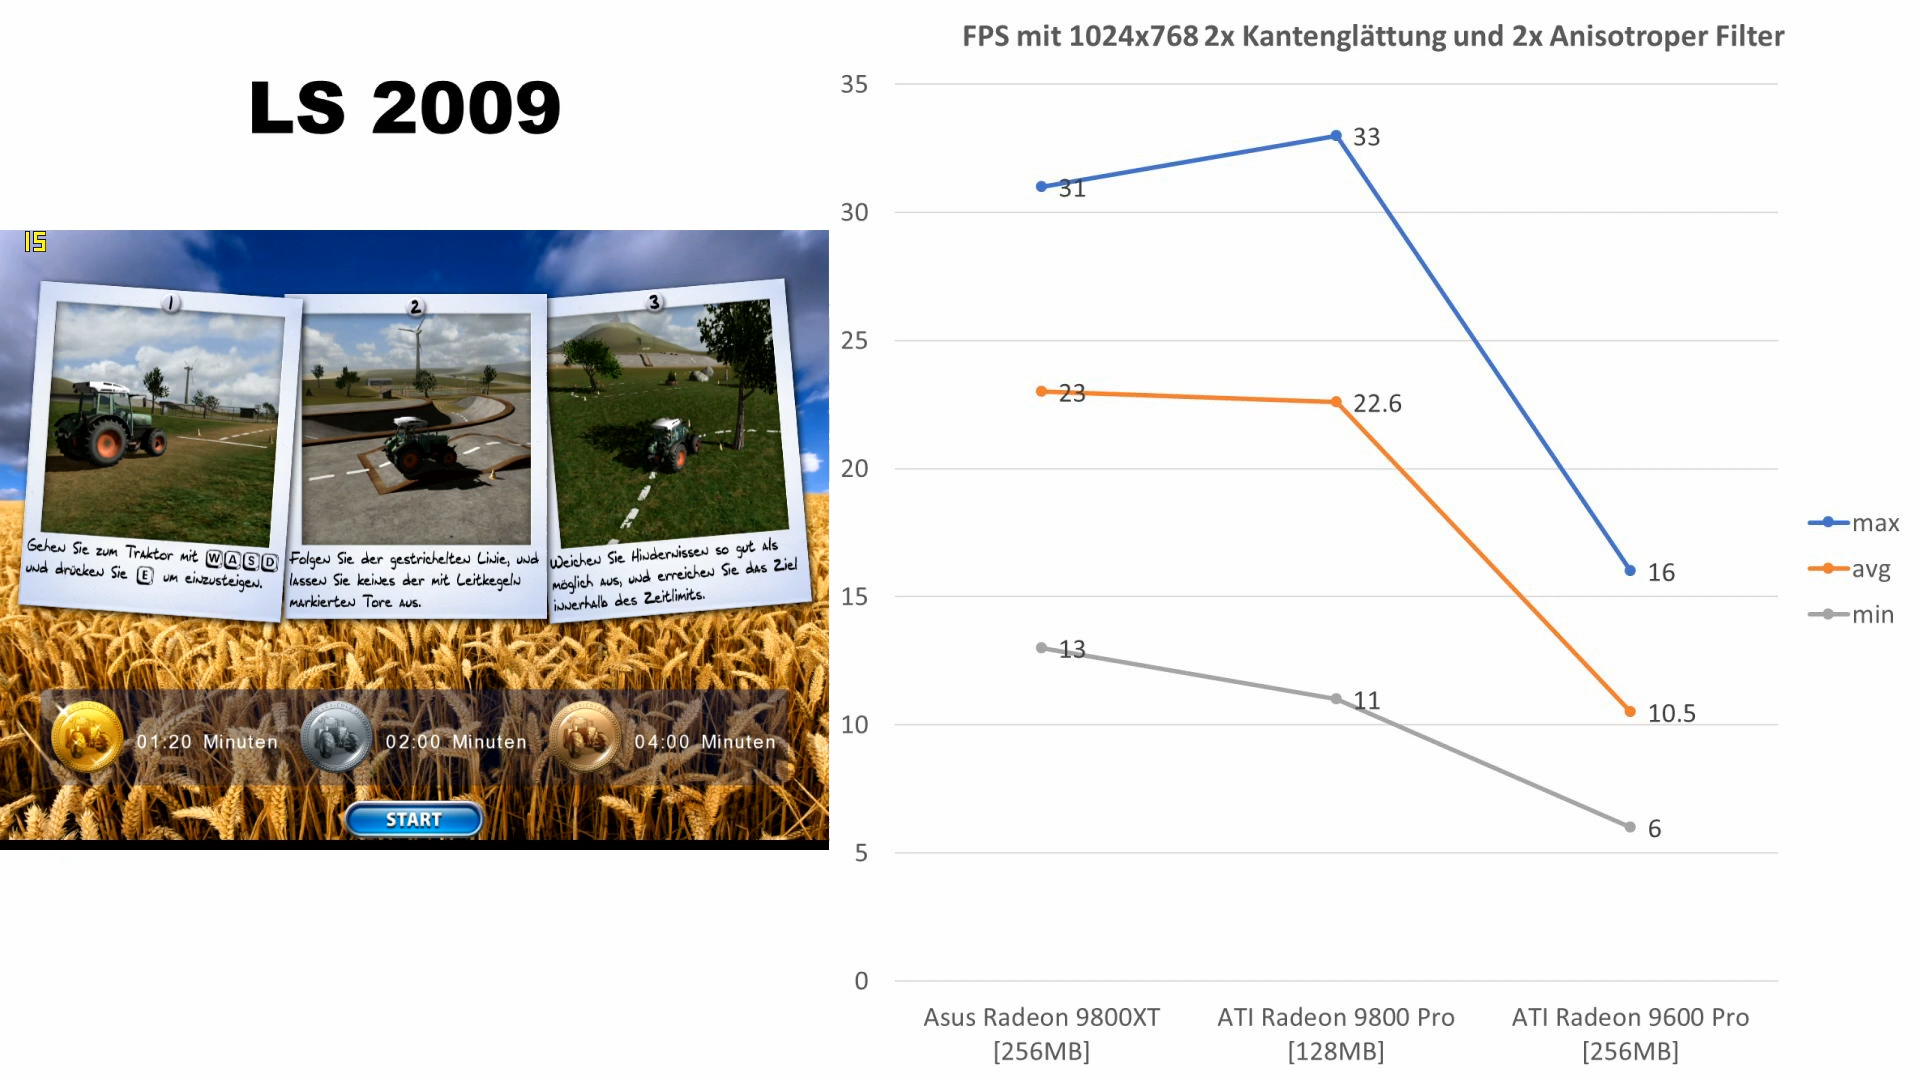 LS 2009
15
1
Gehen Sie zum Traktor mit W A S D
und drücken Sie E um einzusteigen.
2
Folgen Sie der gestrichelten Linie, und
lassen Sie keines der mit Leitkegeln
markierten Tore aus.
3
Weichen Sie Hindernissen so gut als
möglich aus, und erreichen Sie das Ziel
innerhalb des Zeitlimits.
01:20 Minuten
02:00 Minuten
04:00 Minuten
START
FPS mit 1024x768 2x Kantenglättung und 2x Anisotroper Filter
35
30
25
20
15
10
5
0
31
33
16
23
22.6
10.5
13
11
6
Asus Radeon 9800XT
[256MB]
ATI Radeon 9800 Pro
[128MB]
ATI Radeon 9600 Pro
[256MB]
max
avg
min